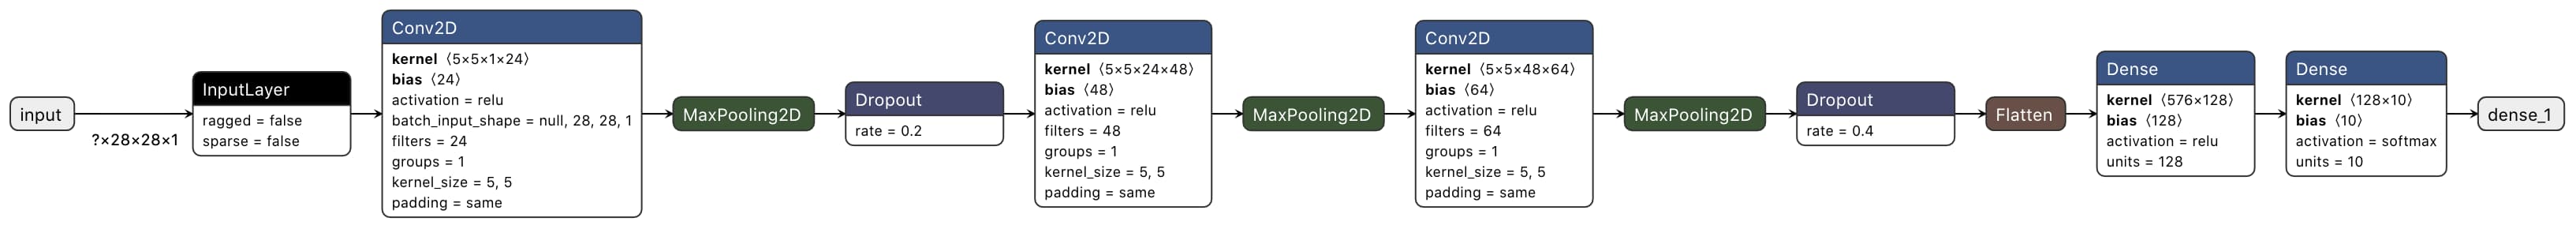 input
?×28×28×1
InputLayer
ragged = false
sparse = false
Conv2D
kernel 〈5×5×1×24〉
bias 〈24〉
activation = relu
batch_input_shape = null, 28, 28, 1
filters = 24
groups = 1
kernel_size = 5, 5
padding = same
MaxPooling2D
Dropout
rate = 0.2
Conv2D
kernel 〈5×5×24×48〉
bias 〈48〉
activation = relu
filters = 48
groups = 1
kernel_size = 5, 5
padding = same
MaxPooling2D
Conv2D
kernel 〈5×5×48×64〉
bias 〈64〉
activation = relu
filters = 64
groups = 1
kernel_size = 5, 5
padding = same
MaxPooling2D
Dropout
rate = 0.4
Flatten
Dense
kernel 〈576×128〉
bias 〈128〉
activation = relu
units = 128
Dense
kernel 〈128×10〉
bias 〈10〉
activation = softmax
units = 10
dense_1